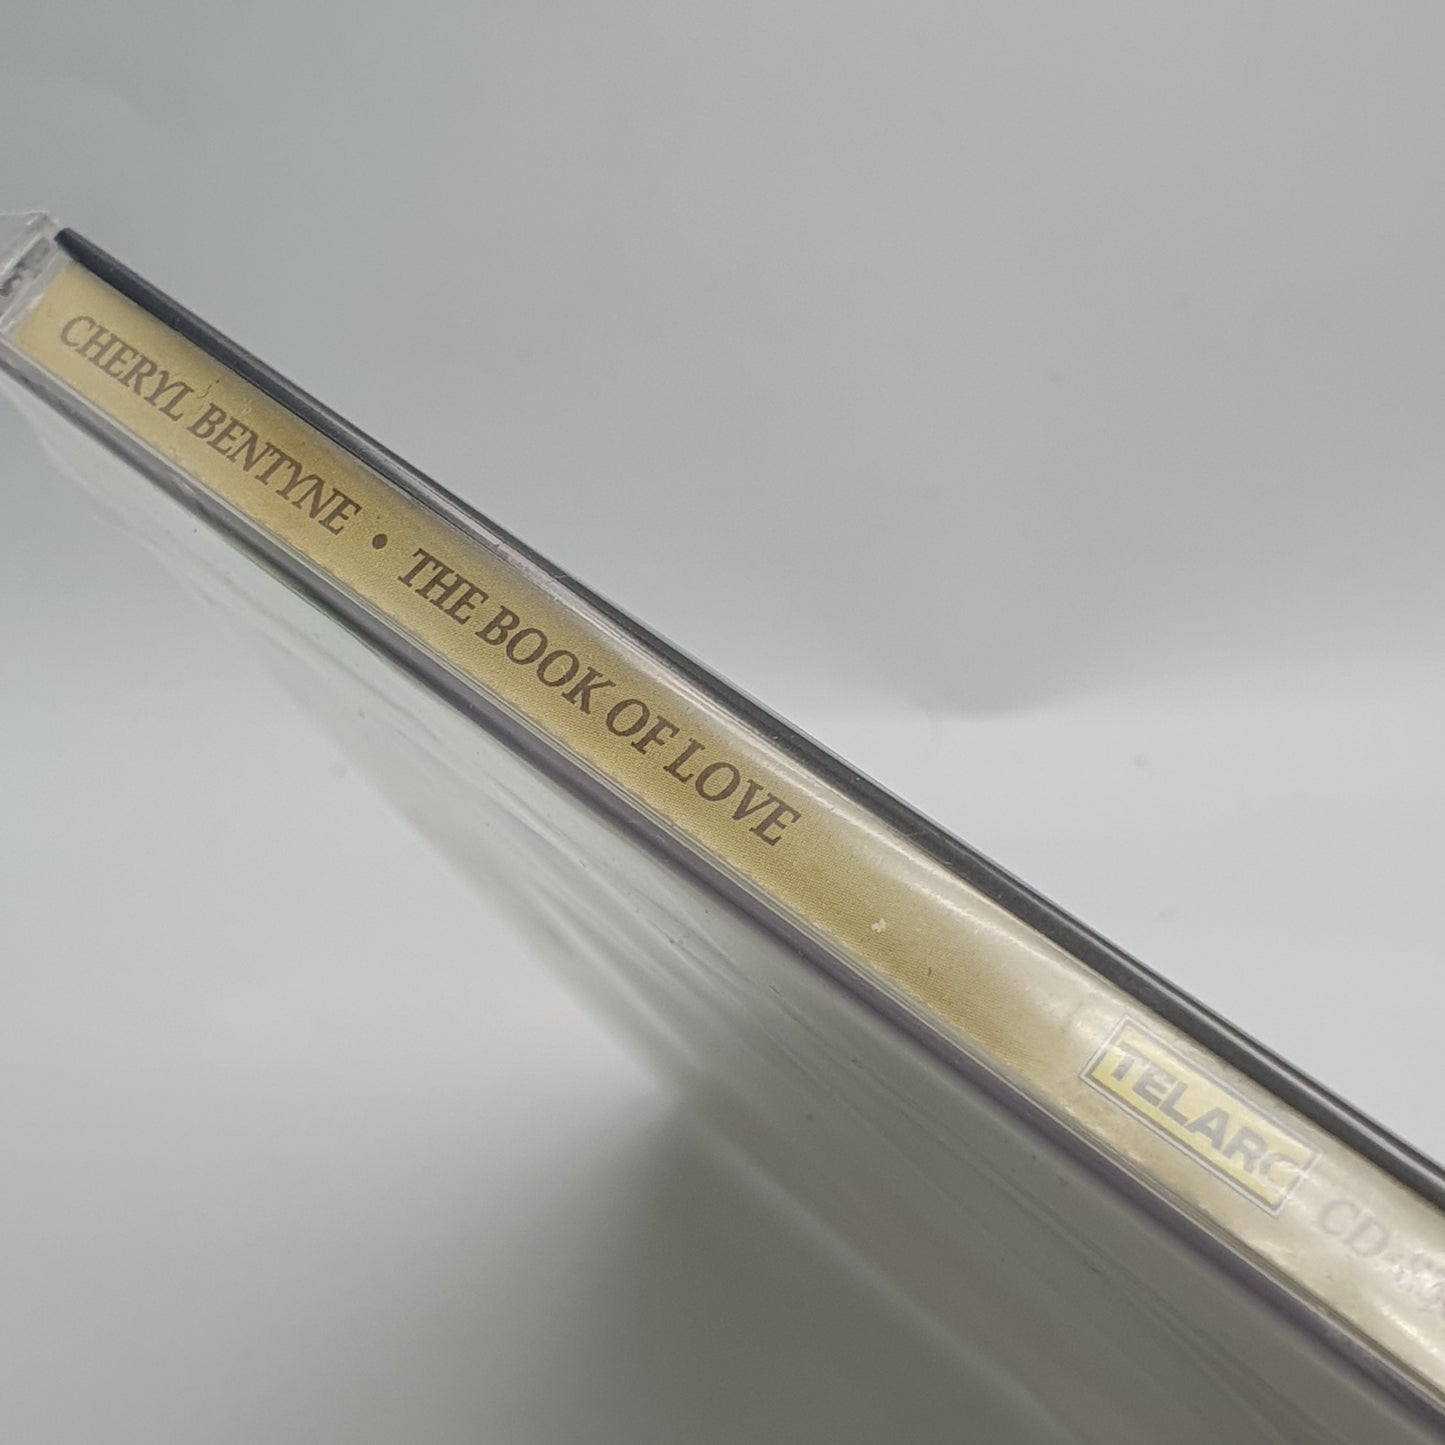 CHERYL BENTYNE • THE BOOK OF LOVE TELARC